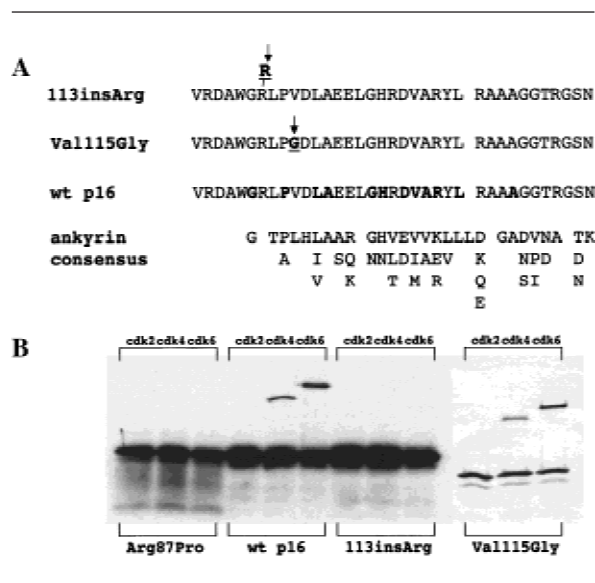 A
R
113insArg VRDAWGRLPVDLAEELGHRDVARYL RAAAGGTRGSN
Val115Gly VRDAWGRLPGDLAEELGHRDVARYL RAAAGGTRGSN
wt p16 VRDAWGRLPVDLAEELGHRDVARYL RAAAGGTRGSN
ankyrin G TPLHLAAR GHVEVVKLLLD GADVNA TK
consensus A I SQ NNLDIAEV K NPD D
V K T M R Q SI N
E
B
cdk2 cdk4 cdk6 cdk2 cdk4 cdk6 cdk2 cdk4 cdk6 cdk2 cdk4 cdk6
Arg87Pro wt p16 113insArg Val115Gly